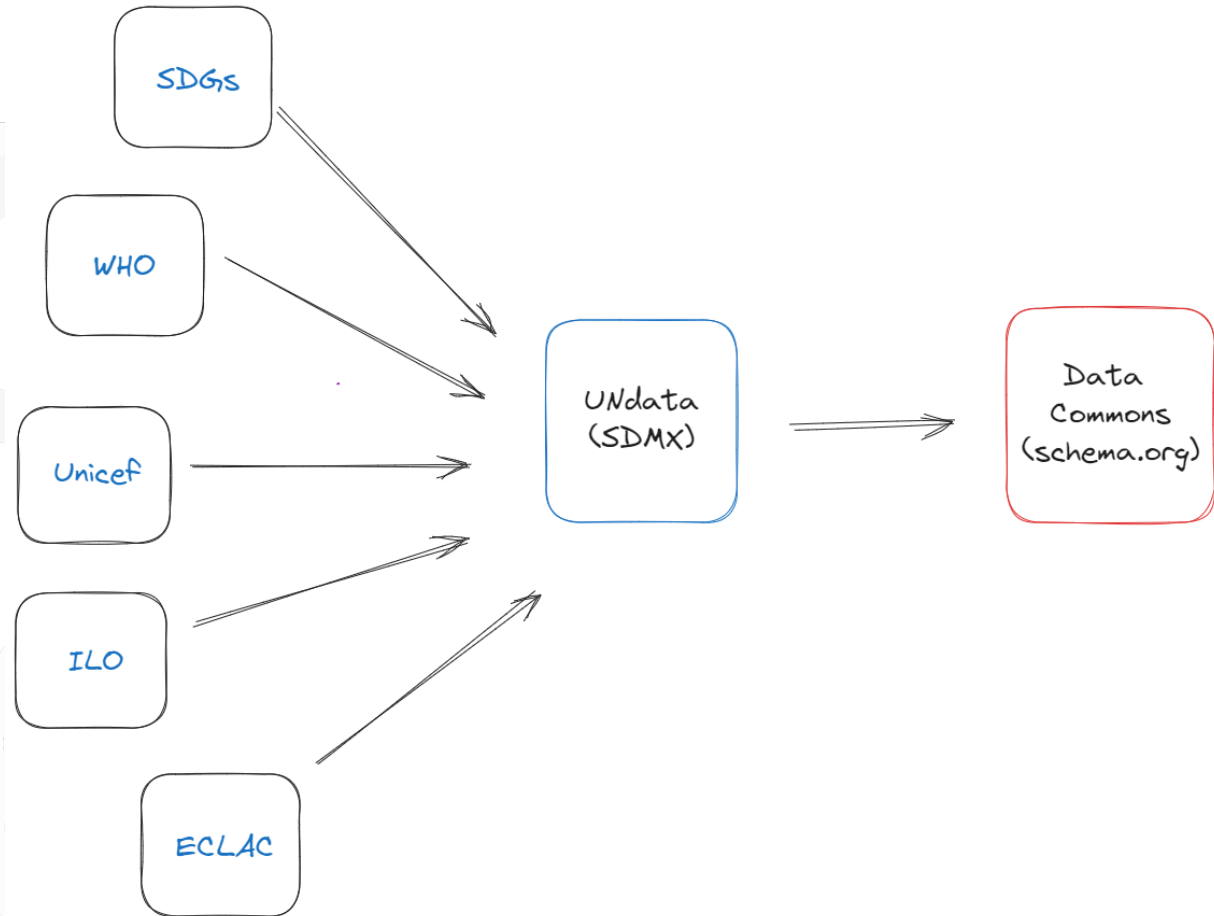 SDGs
WHO
Unicef
ILO
ECLAC
UNdata
(SDMX)
Data
Commons
(schema.org)